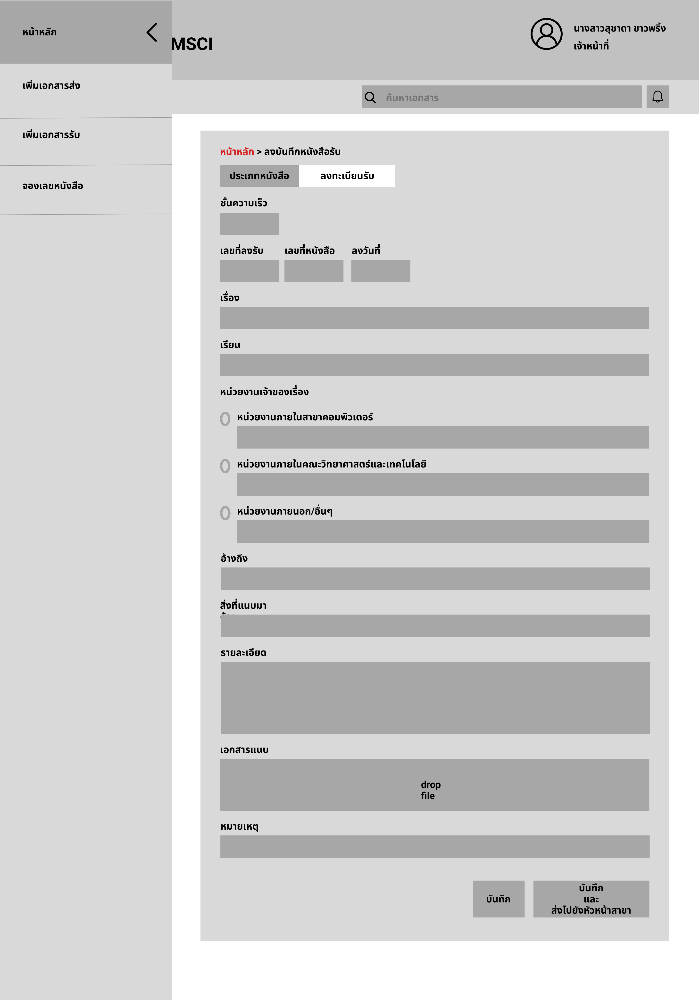 หน้าหลัก
MSCI
นางสาวสุชาดา ขาวพริ้ง
เจ้าหน้าที่
เพิ่มเอกสารส่ง
ค้นหาเอกสาร
เพิ่มเอกสารรับ
จองเลขหนังสือ
หน้าหลัก > ลงบันทึกหนังสือรับ
ประเภทหนังสือ ลงทะเบียนรับ
ชั้นความเร็ว
เลขที่ลงรับ เลขที่หนังสือ ลงวันที่
เรื่อง
เรียน
หน่วยงานเจ้าของเรื่อง
หน่วยงานภายในสาขาคอมพิวเตอร์
หน่วยงานภายในคณะวิทยาศาสตร์และเทคโนโลยี
หน่วยงานภายนอก/อื่นๆ
อ้างถึง
สิ่งที่แนบมา
รายละเอียด
เอกสารแนบ
drop
file
หมายเหตุ
บันทึก
บันทึก
และ
ส่งไปยังหัวหน้าสาขา